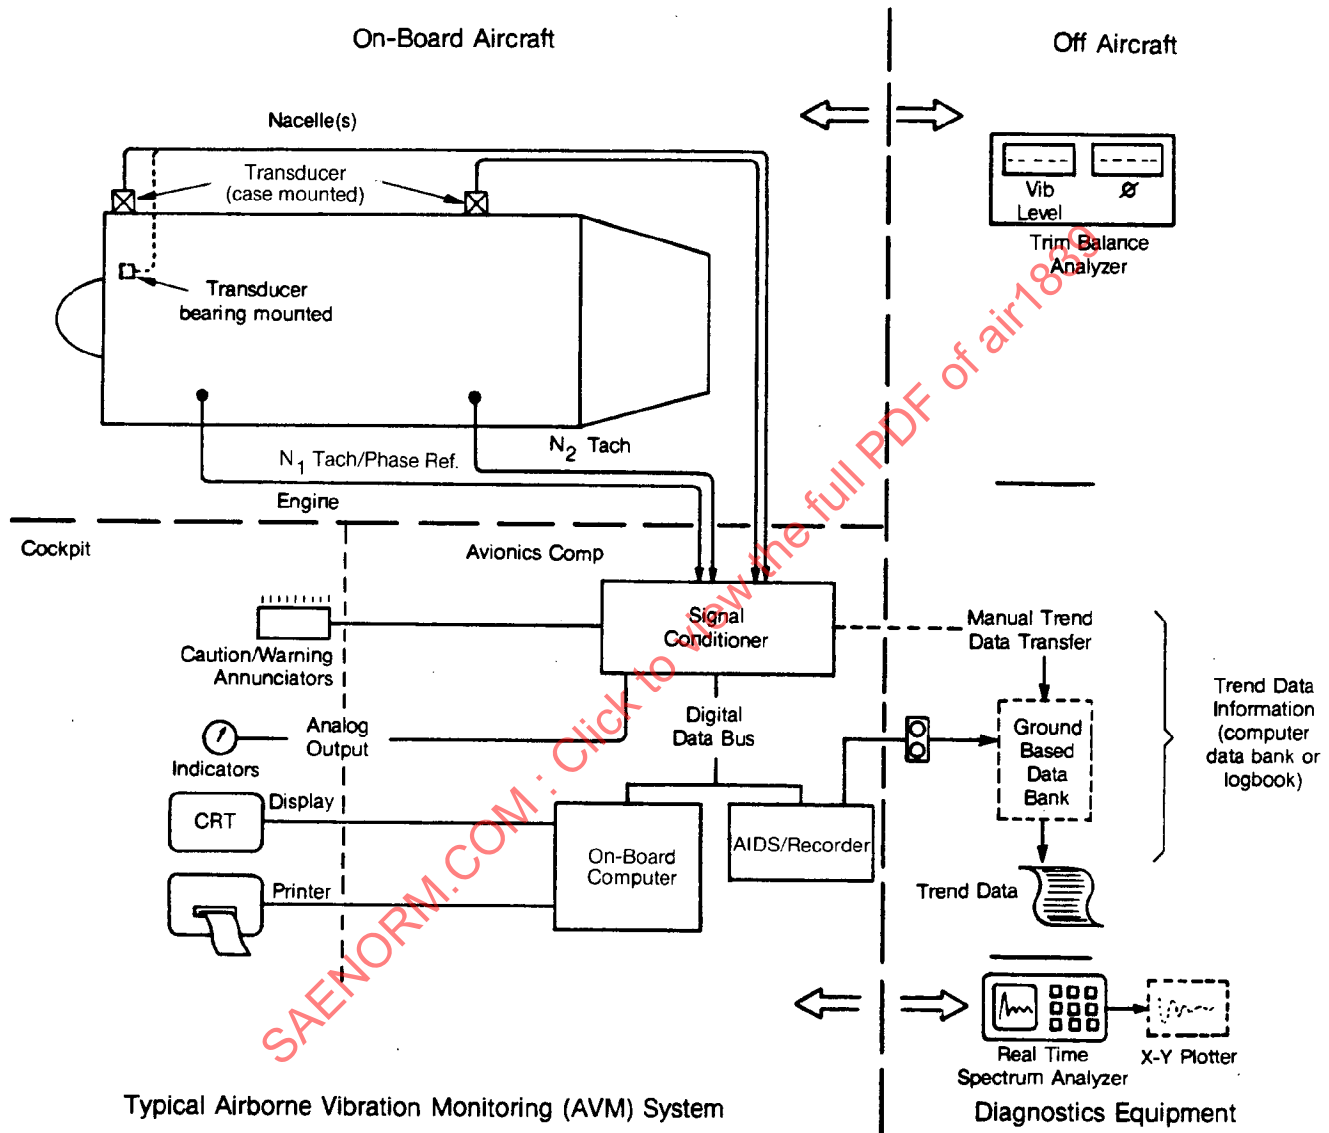 On-Board Aircraft
Off Aircraft
Nacelle(s)
Transducer
(case mounted)
Transducer
bearing mounted
N1 Tach/Phase Ref.
N2 Tach
Engine
Vib
Level
Ø
Trim Balance
Analyzer
Cockpit
Avionics Comp
Signal
Conditioner
Caution/Warning
Annunciators
Analog
Output
Indicators
Digital
Data Bus
Display
CRT
Printer
On-Board
Computer
AIDS/Recorder
Manual Trend
Data Transfer
Ground
Based
Data
Bank
Trend Data
Trend Data
Information
(computer
data bank or
logbook)
Real Time
Spectrum Analyzer
X-Y Plotter
Typical Airborne Vibration Monitoring (AVM) System
Diagnostics Equipment
SAENORM.COM : Click to view the full PDF of air1839